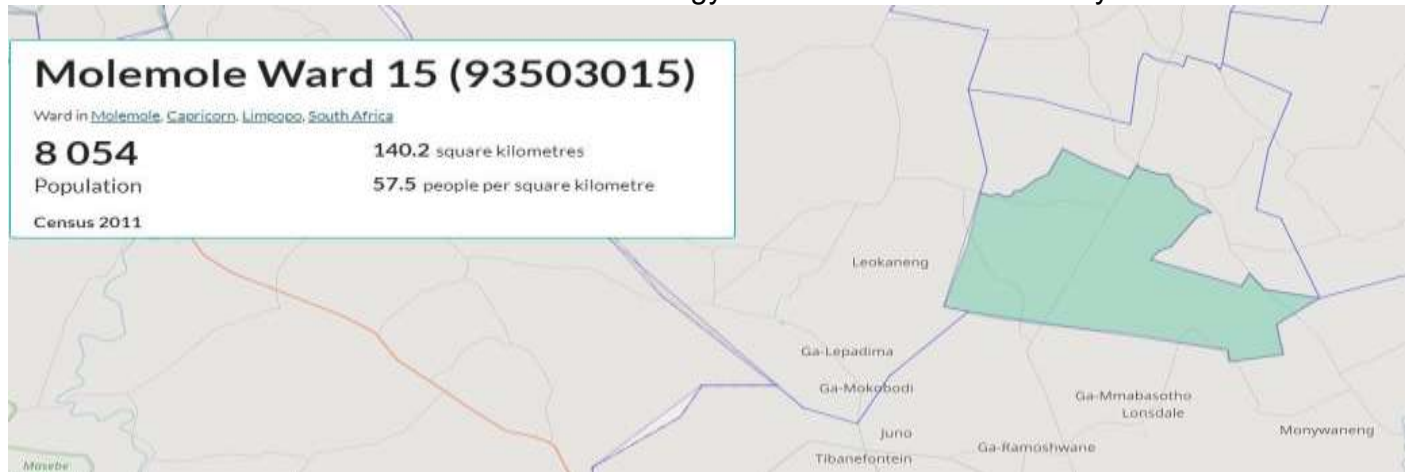 Molemole Ward 15 (93503015)
Ward in Molemole, Capricorn, Limpopo, South Africa
8 054
Population
140.2 square kilometres
57.5 people per square kilometre
Census 2011
Leokaneng
Ga-Lepadima
Ga-Mokobodi
Ga-Mmabasotho
Lonsdale
Juno
Monywaneng
Ga-Ramoshwane
Tibanefontein